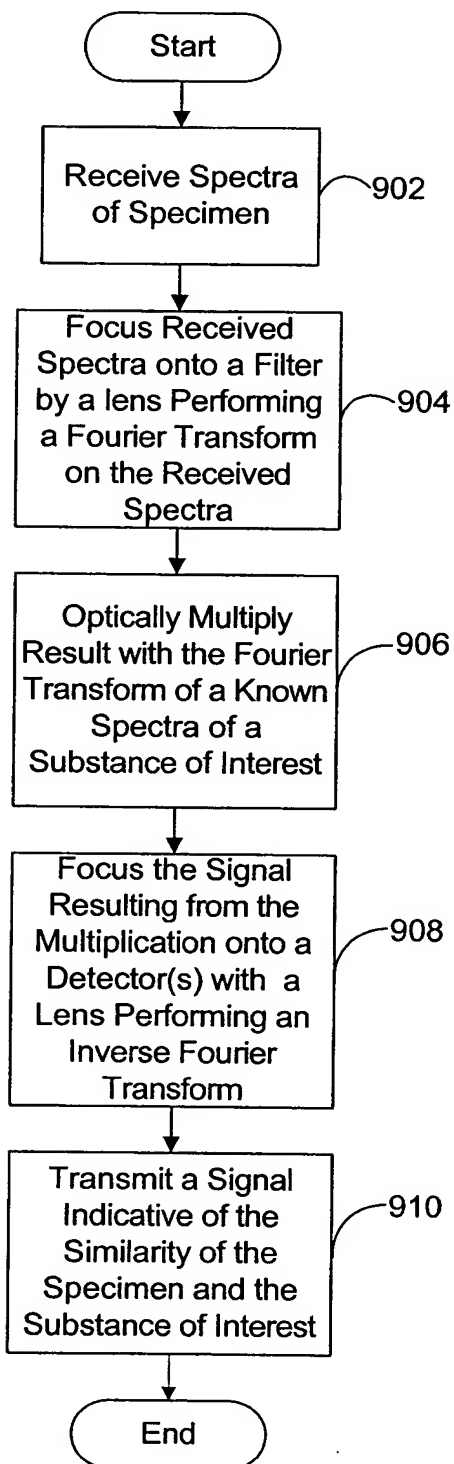 Start
Receive Spectra
of Specimen
902
Focus Received
Spectra onto a Filter
by a lens Performing
a Fourier Transform
on the Received
Spectra
904
Optically Multiply
Result with the Fourier
Transform of a Known
Spectra of a
Substance of Interest
906
Focus the Signal
Resulting from the
Multiplication onto a
Detector(s) with a
Lens Performing an
Inverse Fourier
Transform
908
Transmit a Signal
Indicative of the
Similarity of the
Specimen and the
Substance of Interest
910
End